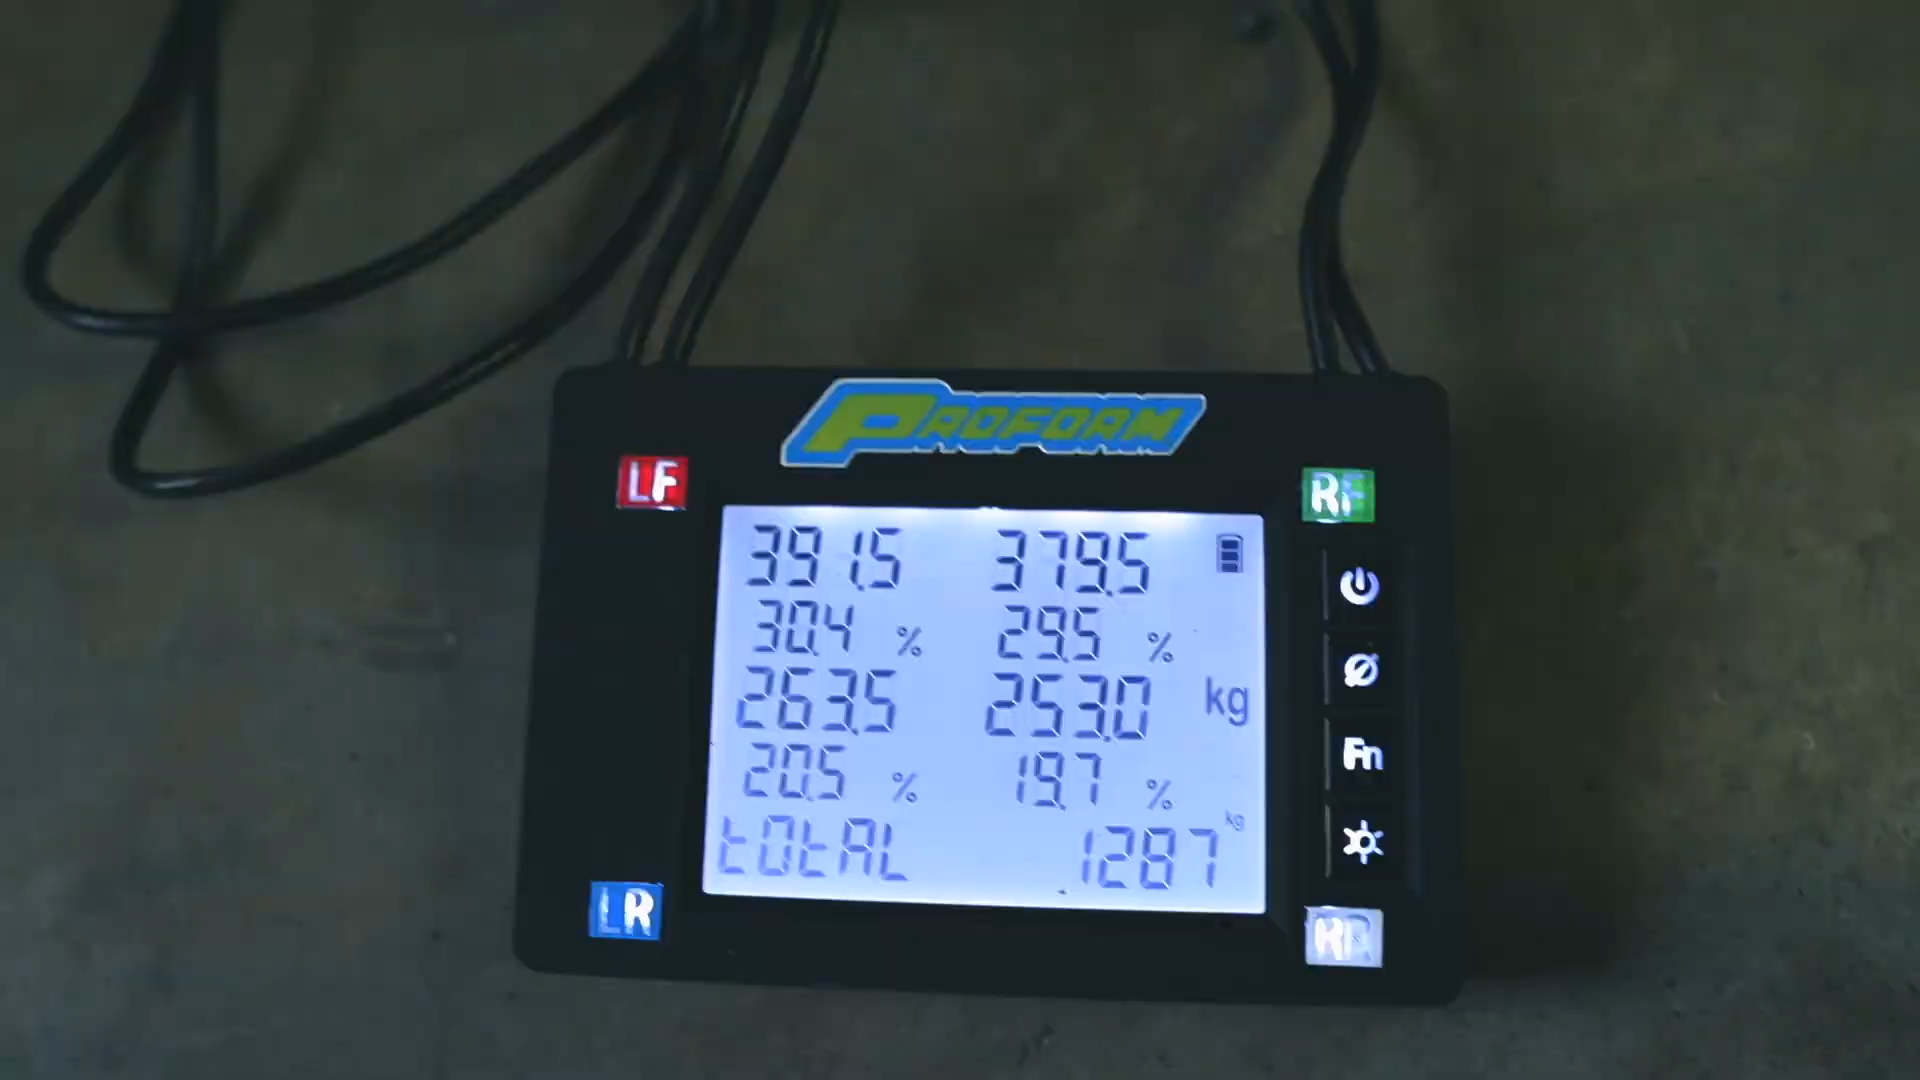 PROFORM
LF
RF
391.5 379.5
30.4 % 29.5 %
263.5 253.0 kg
20.5 % 19.7 %
kg
totAL 1287
Fn
LR
RR